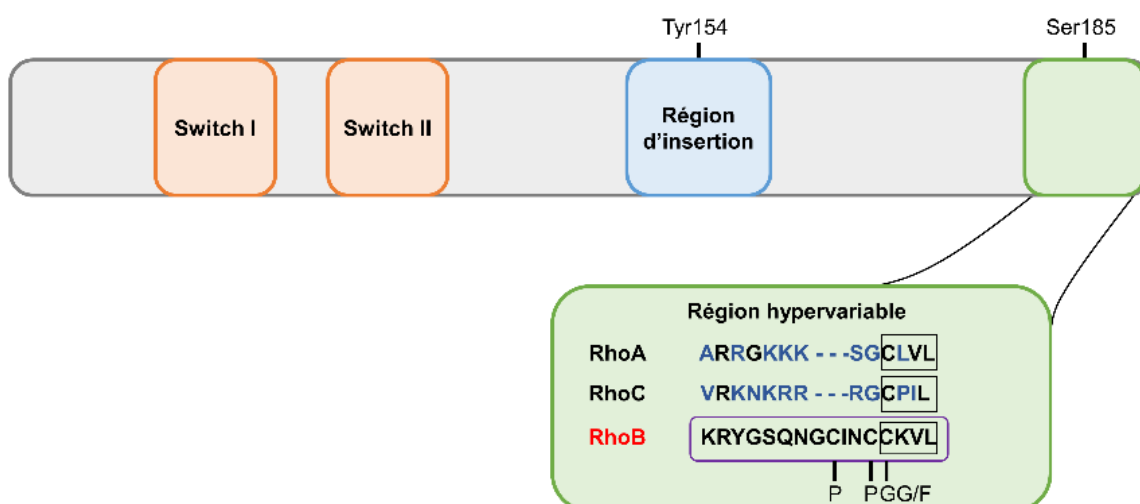 Tyr154 Ser185
Switch I Switch II Région d'insertion
Région hypervariable
RhoA ARRGKKK - - -SGCLVL
RhoC VRKNKRR - - -RGCPIL
RhoB KRYGSQNGCINCCKVL
P PGG/F